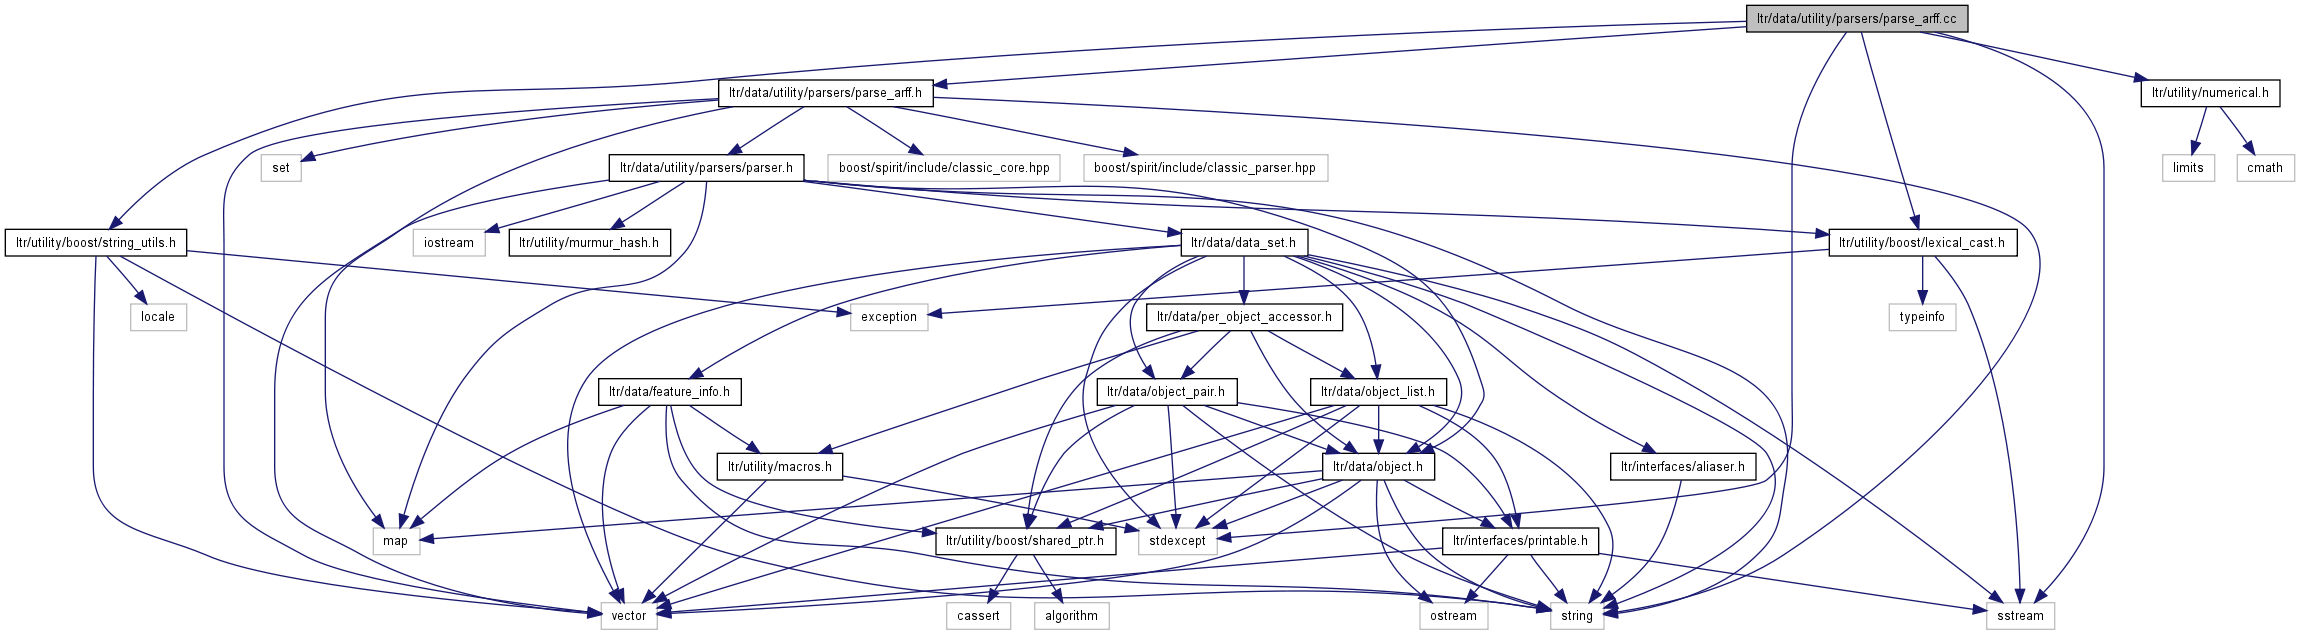 ltr/data/utility/parsers/parse_arff.cc
ltr/data/utility/parsers/parse_arff.h
ltr/utility/numerical.h
set
ltr/data/utility/parsers/parser.h
boost/spirit/include/classic_core.hpp
boost/spirit/include/classic_parser.hpp
limits
cmath
ltr/utility/boost/string_utils.h
iostream
ltr/utility/murmur_hash.h
ltr/data/data_set.h
ltr/utility/boost/lexical_cast.h
locale
exception
ltr/data/per_object_accessor.h
typeinfo
ltr/data/feature_info.h
ltr/data/object_pair.h
ltr/data/object_list.h
ltr/utility/macros.h
ltr/data/object.h
ltr/interfaces/aliaser.h
map
ltr/utility/boost/shared_ptr.h
stdexcept
ltr/interfaces/printable.h
vector
cassert
algorithm
ostream
string
sstream